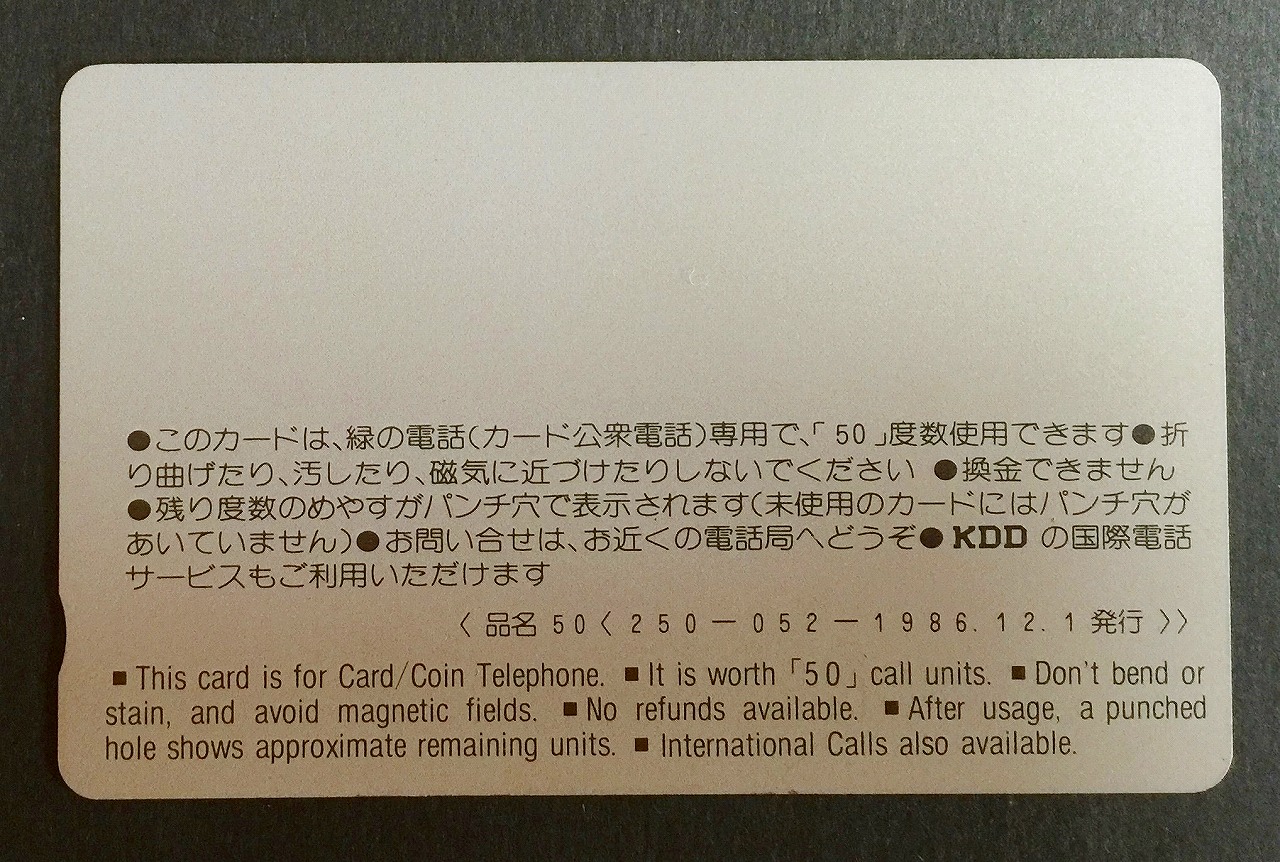 ●このカードは、緑の電話(カード公衆電話)専用で、「50」度数使用できます●折
り曲げたり、汚したり、磁気に近づけたりしないでください ●換金できません
●残り度数のめやすがパンチ穴で表示されます(未使用のカードにはパンチ穴が
あいていません)●お問い合せは、お近くの電話局へどうぞ●KDD の国際電話
サービスもご利用いただけます
〈 品名 50〈 250－052－1986.12.1 発行 〉〉
■This card is for Card/Coin Telephone. ■It is worth「50」call units. ■Don't bend or
stain, and avoid magnetic fields. ■No refunds available. ■After usage, a punched
hole shows approximate remaining units. ■International Calls also available.